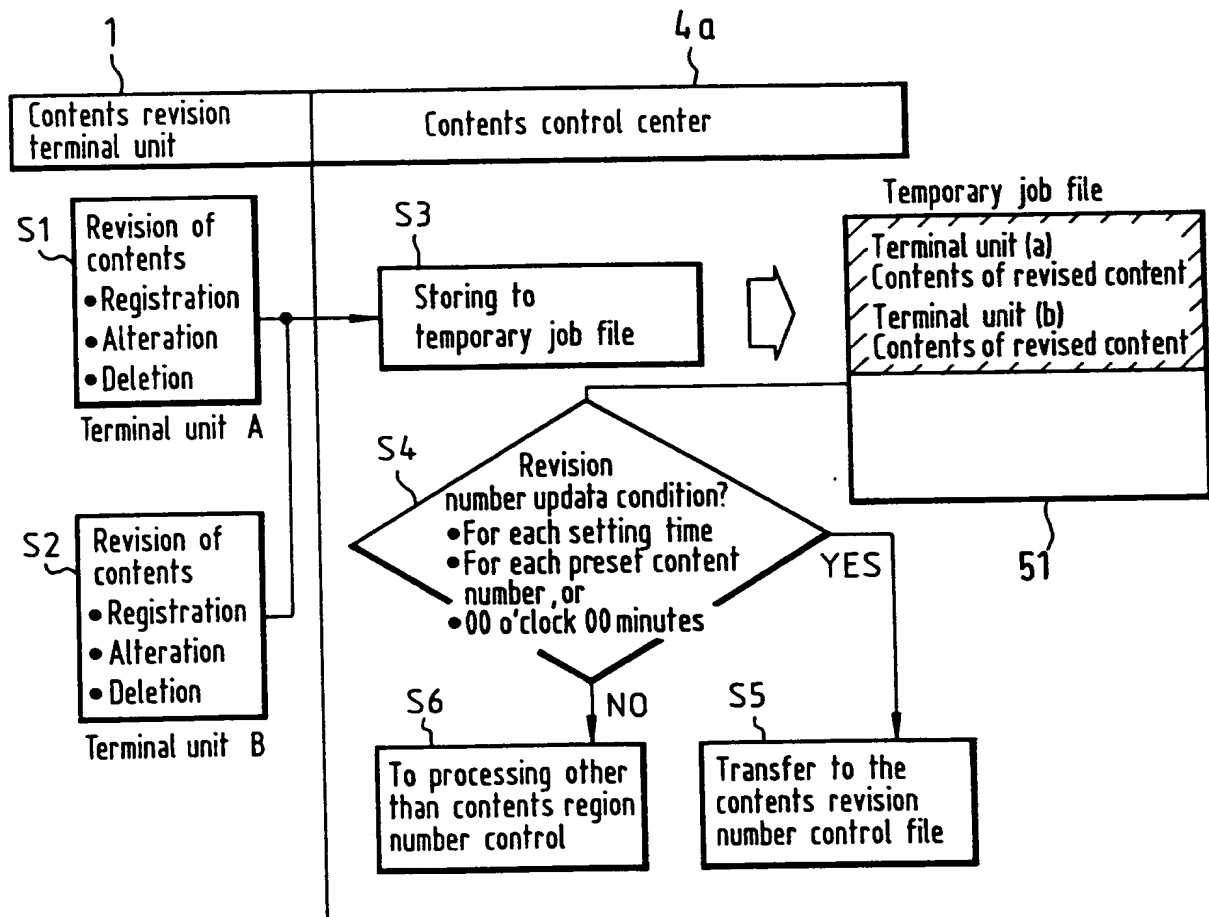 1
4a
Contents revision
terminal unit
Contents control center
S1
Revision of
contents
• Registration
• Alteration
• Deletion
Terminal unit A
S3
Storing to
temporary job file
Temporary job file
Terminal unit (a)
Contents of revised content
Terminal unit (b)
Contents of revised content
51
S2
Revision of
contents
• Registration
• Alteration
• Deletion
Terminal unit B
S4
Revision
number updata condition?
• For each setting time
• For each presef content
number, or
• 00 o'clock 00 minutes
YES
NO
S6
To processing other
than contents region
number control
S5
Transfer to the
contents revision
number control file